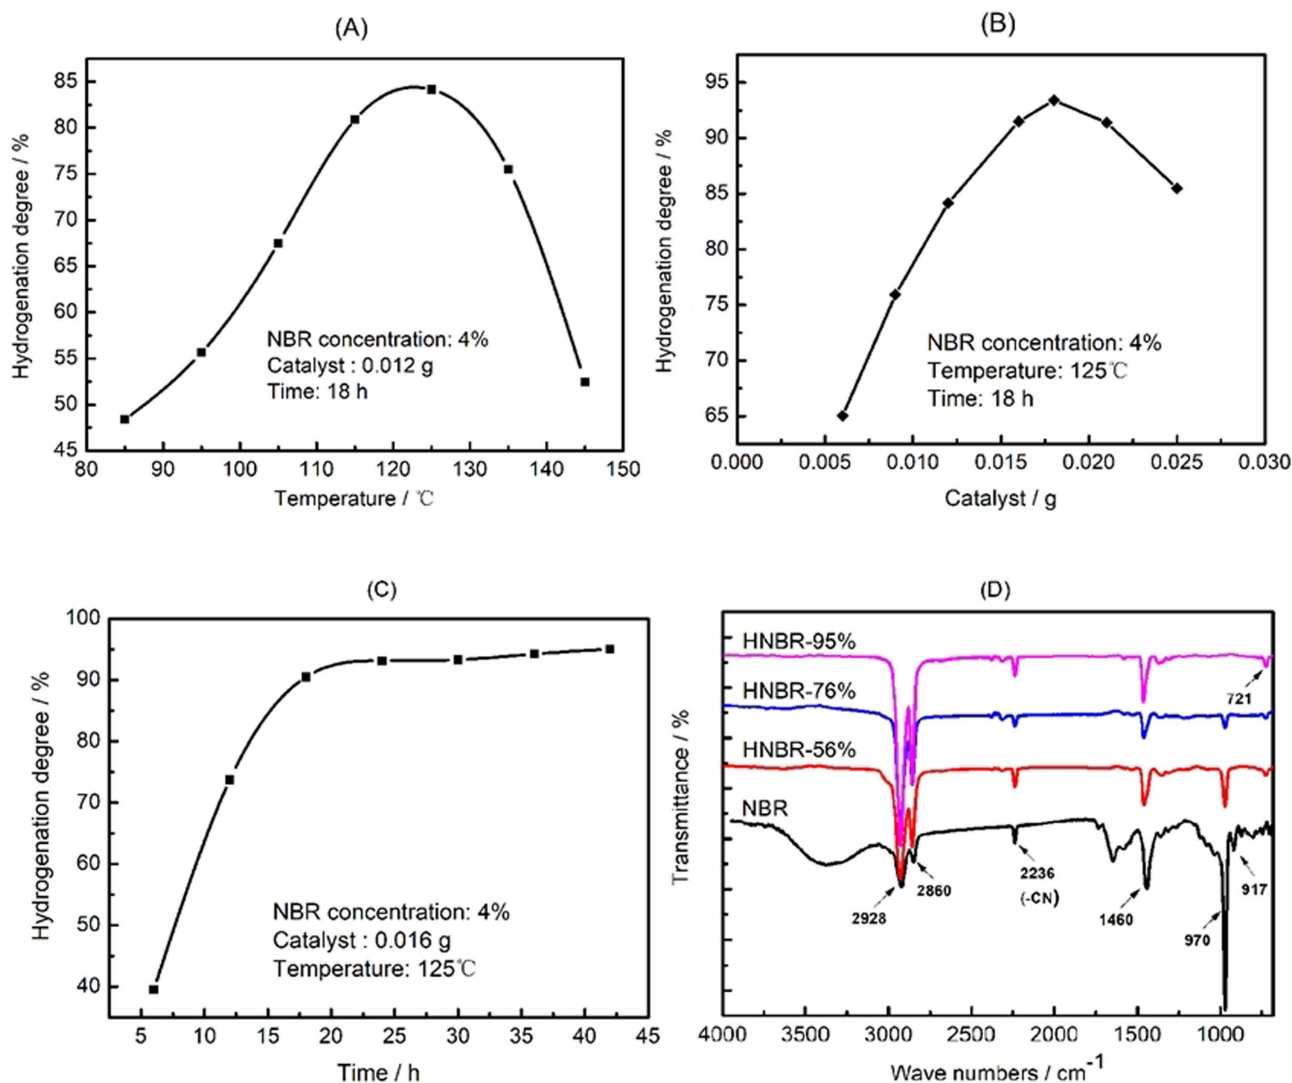 (A)
Hydrogenation degree / %
85
80
75
70
65
60
55
50
45
NBR concentration: 4%
Catalyst : 0.012 g
Time: 18 h
80 90 100 110 120 130 140 150
Temperature / ℃
(B)
Hydrogenation degree / %
95
90
85
80
75
70
65
NBR concentration: 4%
Temperature: 125℃
Time: 18 h
0.000 0.005 0.010 0.015 0.020 0.025 0.030
Catalyst / g
(C)
Hydrogenation degree / %
100
90
80
70
60
50
40
NBR concentration: 4%
Catalyst : 0.016 g
Temperature: 125℃
5 10 15 20 25 30 35 40 45
Time / h
(D)
Transmittance / %
HNBR-95%
721
HNBR-76%
HNBR-56%
NBR
2928
2860
2236
(-CN)
1460
970
917
4000 3500 3000 2500 2000 1500 1000
Wave numbers / cm⁻¹